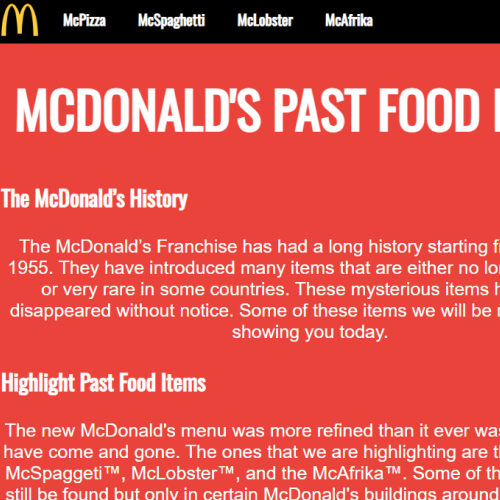 McPizza McSpaghetti McLobster McAfrika
MCDONALD'S PAST FOOD
The McDonald's History
The McDonald's Franchise has had a long history starting
1955. They have introduced many items that are either no
or very rare in some countries. These mysterious items
disappeared without notice. Some of these items we will be
showing you today.
Highlight Past Food Items
The new McDonald's menu was more refined than it ever was
have come and gone. The ones that we are highlighting are
McSpaggeti™, McLobster™, and the McAfrika™. Some of
still be found but only in certain McDonald's buildings around